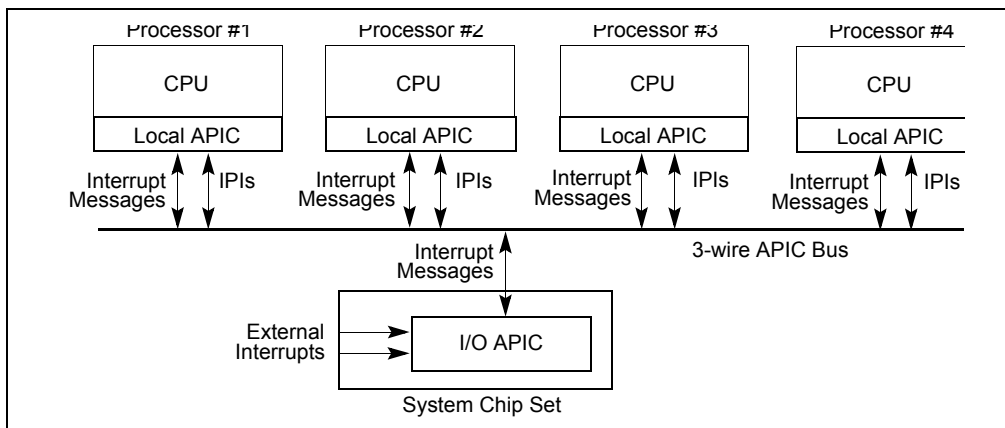 Processor #1
Processor #2
Processor #3
Processor #4
CPU
CPU
CPU
CPU
Local APIC
Local APIC
Local APIC
Local APIC
Interrupt
Messages
IPIs
Interrupt
Messages
IPIs
Interrupt
Messages
IPIs
Interrupt
Messages
IPIs
Interrupt
Messages
3-wire APIC Bus
External
Interrupts
I/O APIC
System Chip Set